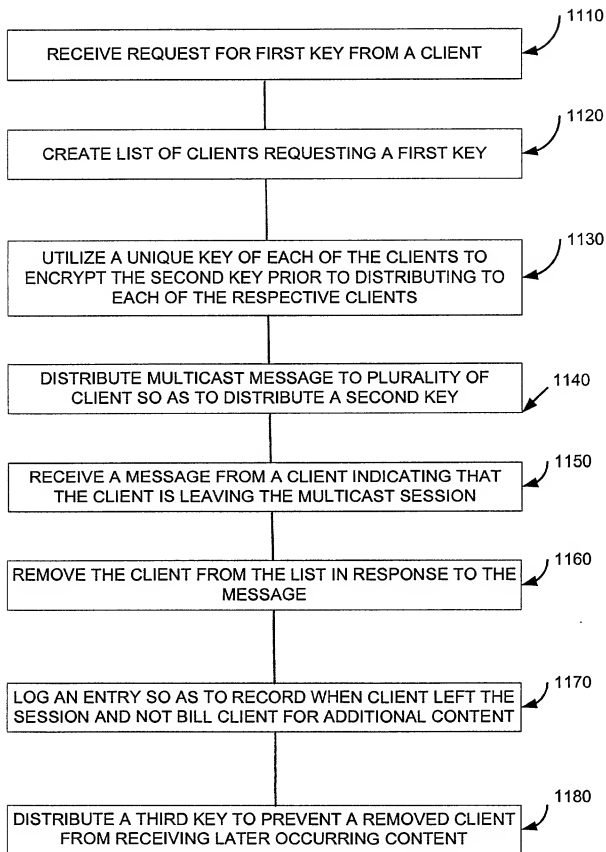 1110
RECEIVE REQUEST FOR FIRST KEY FROM A CLIENT
1120
CREATE LIST OF CLIENTS REQUESTING A FIRST KEY
1130
UTILIZE A UNIQUE KEY OF EACH OF THE CLIENTS TO
ENCRYPT THE SECOND KEY PRIOR TO DISTRIBUTING TO
EACH OF THE RESPECTIVE CLIENTS
1140
DISTRIBUTE MULTICAST MESSAGE TO PLURALITY OF
CLIENT SO AS TO DISTRIBUTE A SECOND KEY
1150
RECEIVE A MESSAGE FROM A CLIENT INDICATING THAT
THE CLIENT IS LEAVING THE MULTICAST SESSION
1160
REMOVE THE CLIENT FROM THE LIST IN RESPONSE TO THE
MESSAGE
1170
LOG AN ENTRY SO AS TO RECORD WHEN CLIENT LEFT THE
SESSION AND NOT BILL CLIENT FOR ADDITIONAL CONTENT
1180
DISTRIBUTE A THIRD KEY TO PREVENT A REMOVED CLIENT
FROM RECEIVING LATER OCCURRING CONTENT